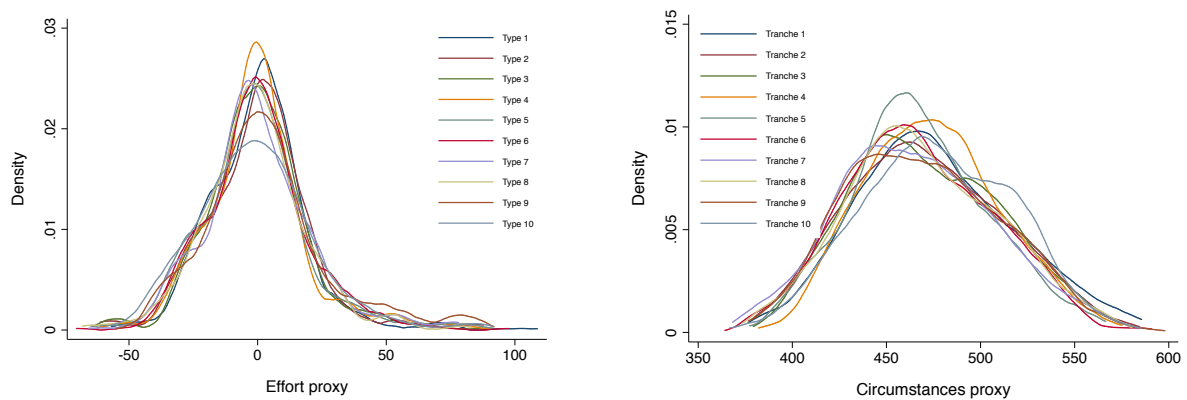 .03
.02
.01
0
Density
-50
0
50
100
Effort proxy
Type 1
Type 2
Type 3
Type 4
Type 5
Type 6
Type 7
Type 8
Type 9
Type 10
.015
.01
.005
0
Density
350
400
450
500
550
600
Circumstances proxy
Tranche 1
Tranche 2
Tranche 3
Tranche 4
Tranche 5
Tranche 6
Tranche 7
Tranche 8
Tranche 9
Tranche 10